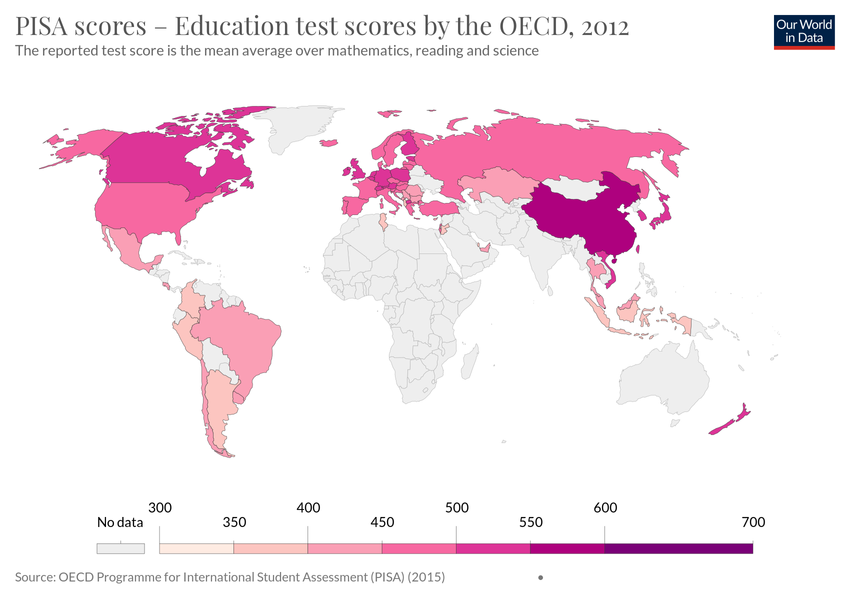 PISA scores – Education test scores by the OECD, 2012
The reported test score is the mean average over mathematics, reading and science
Our World
in Data
No data
300
350
400
450
500
550
600
700
Source: OECD Programme for International Student Assessment (PISA) (2015)